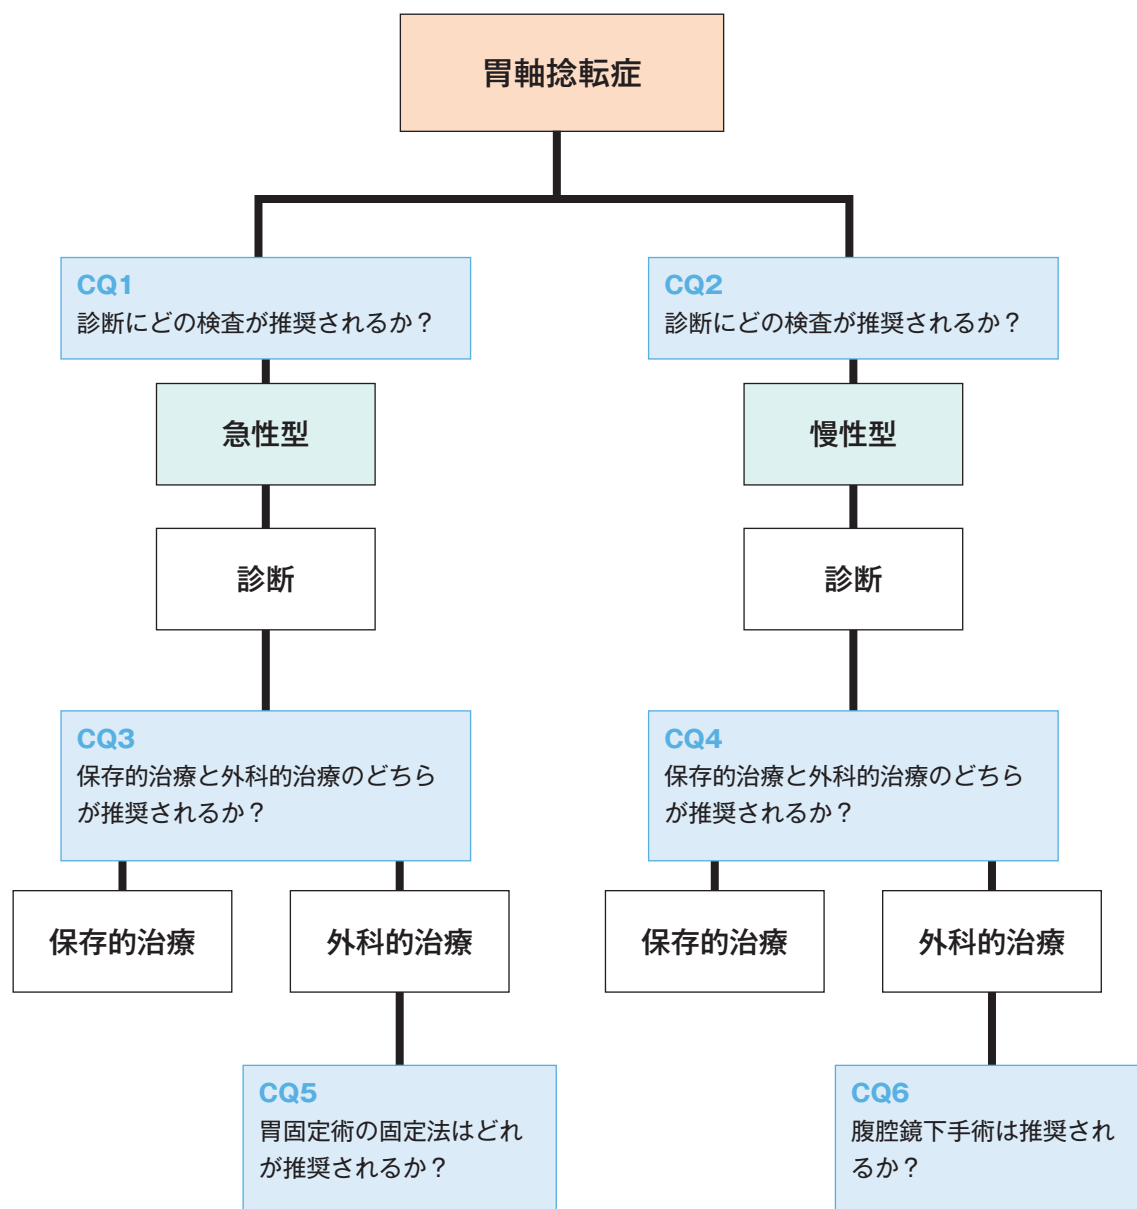 胃軸捻転症
CQ1
診断にどの検査が推奨されるか？
CQ2
診断にどの検査が推奨されるか？
急性型
慢性型
診断
診断
CQ3
保存的治療と外科的治療のどちら
が推奨されるか？
CQ4
保存的治療と外科的治療のどちら
が推奨されるか？
保存的治療
外科的治療
保存的治療
外科的治療
CQ5
胃固定術の固定法はどれ
が推奨されるか？
CQ6
腹腔鏡下手術は推奨され
るか？